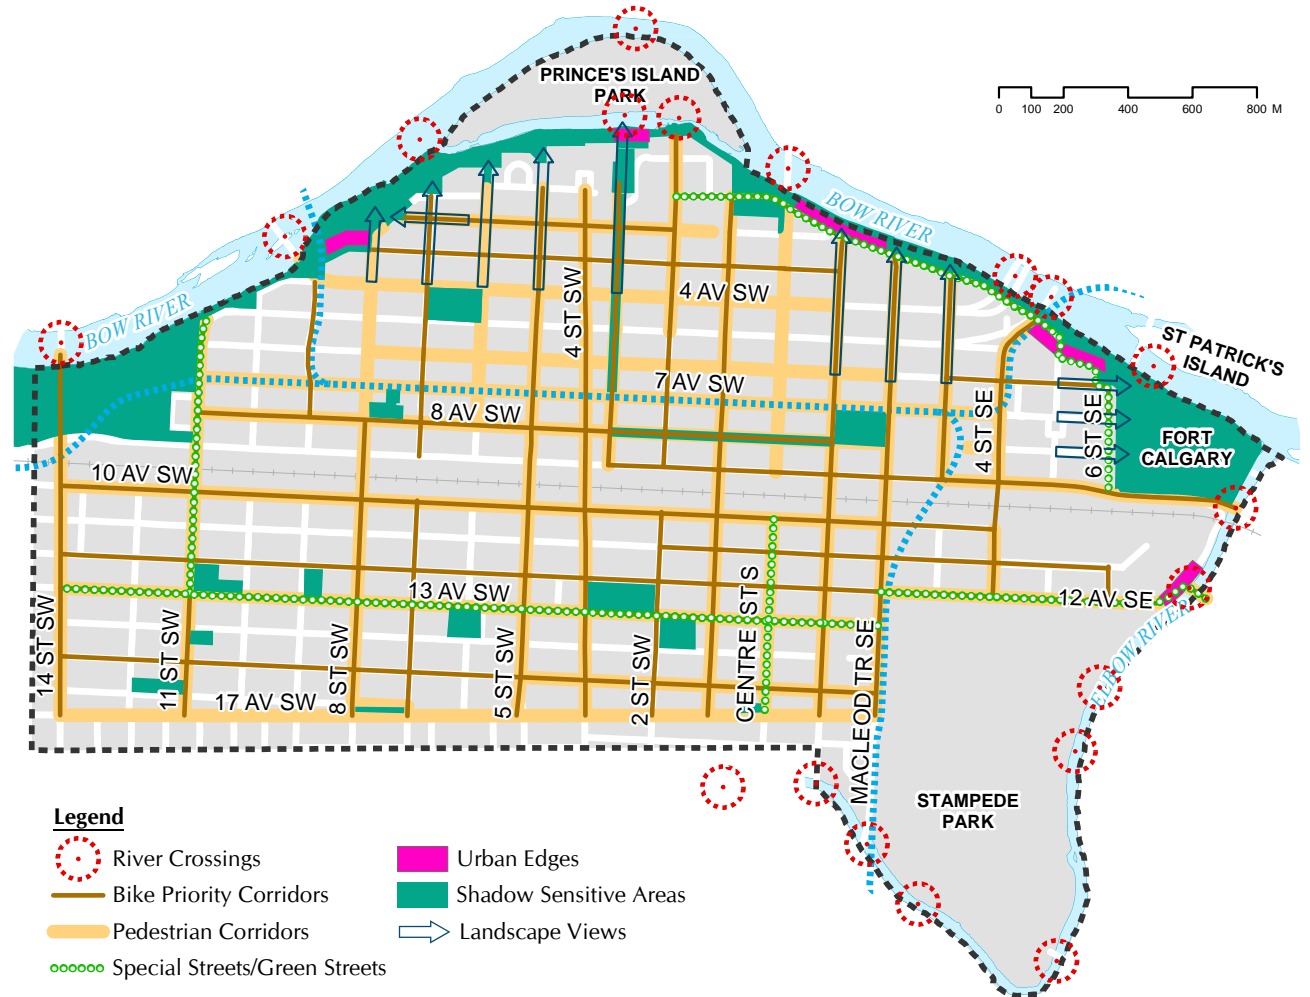 PRINCE'S ISLAND
PARK
0 100 200 400 600 800 M
BOW RIVER
BOW RIVER
4 ST SW
4 AV SW
ST PATRICK'S
ISLAND
7 AV SW
8 AV SW
4 ST SE
6 ST SE
FORT
CALGARY
10 AV SW
13 AV SW
12 AV SE
14 ST SW
11 ST SW
8 ST SW
5 ST SW
2 ST SW
CENTRE ST S
MACLEOD TR SE
ELBOW RIVER
17 AV SW
STAMPEDE
PARK
Legend
River Crossings
Bike Priority Corridors
Pedestrian Corridors
Special Streets/Green Streets
Urban Edges
Shadow Sensitive Areas
Landscape Views